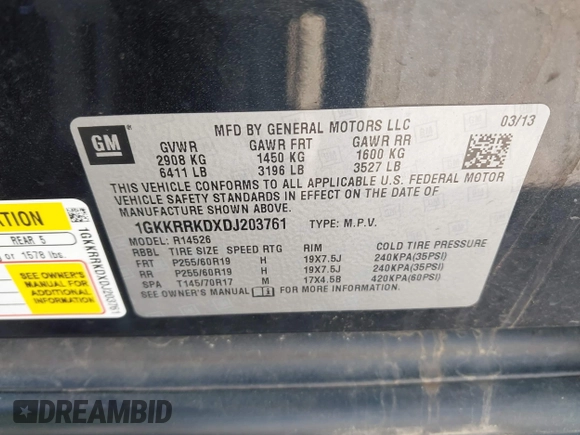 GM
MFD BY GENERAL MOTORS LLC 03/13
GVWR GAWR FRT GAWR RR
2908 KG 1450 KG 1600 KG
6411 LB 3196 LB 3527 LB
THIS VEHICLE CONFORMS TO ALL APPLICABLE U.S. FEDERAL MOTOR
VEHICLE SAFETY STANDARDS IN EFFECT ON THE DATE OF
MANUFACTURE SHOWN ABOVE.
1GKKRRKDXDJ203761 TYPE: M.P.V.
MODEL: R14526
RBBL TIRE SIZE SPEED RTG RIM COLD TIRE PRESSURE
FRT P255/60R19 H 19X7.5J 240KPA(35PSI)
RR P255/60R19 H 19X7.5J 240KPA(35PSI)
SPA T145/70R17 M 17X4.5B 420KPA(60PSI)
SEE OWNER'S MANUAL FOR MORE INFORMATION.
ATION
REAR 5
or 1578 lbs.
SEE OWNER'S
MANUAL FOR
ADDITIONAL
INFORMATION
1GKKRRKDXDJ203761
DREAMBID